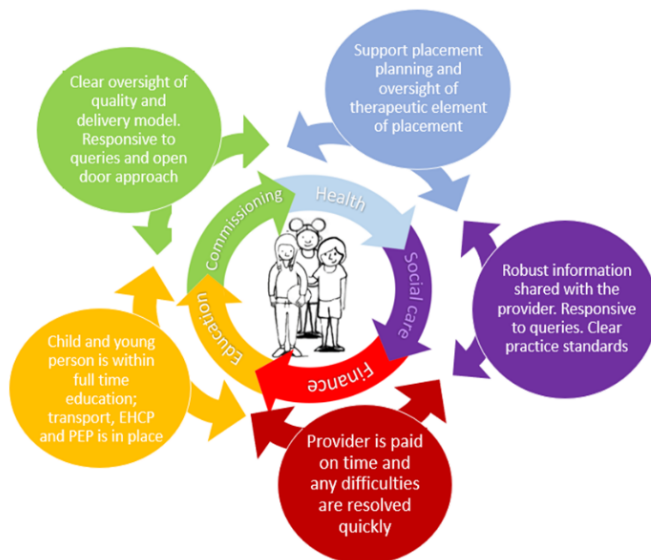 Clear oversight of
quality and
delivery model.
Responsive to
queries and open
door approach
Support placement
planning and
oversight of
therapeutic element
of placement
Commissioning
Health
Social care
Finance
Education
Robust information
shared with the
provider. Responsive
to queries. Clear
practice standards
Child and young
person is within
full time
education;
transport, EHCP
and PEP is in place
Provider is paid
on time and
any difficulties
are resolved
quickly